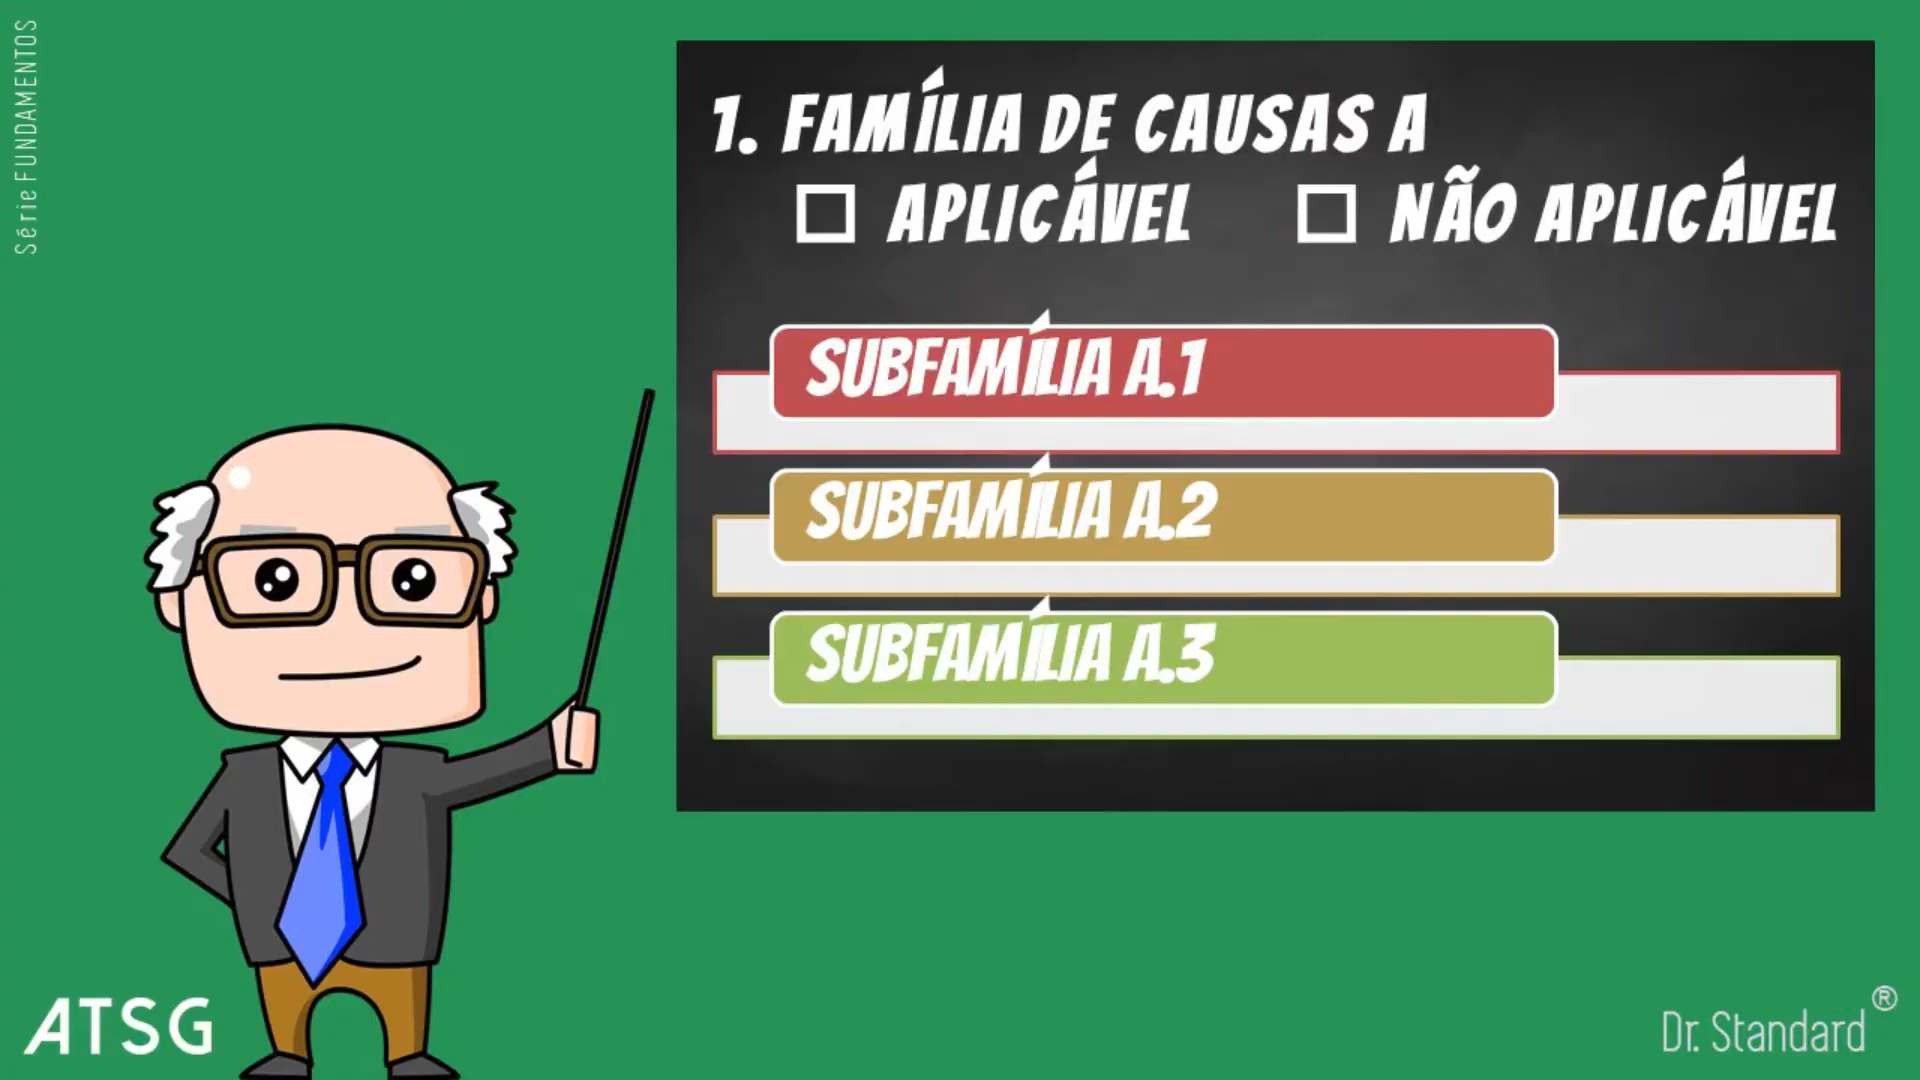 Série FUNDAMENTOS
1. FAMÍLIA DE CAUSAS A
☐ APLICÁVEL ☐ NÃO APLICÁVEL
SUBFAMÍLIA A.1
SUBFAMÍLIA A.2
SUBFAMÍLIA A.3
ATSG
Dr. Standard ®